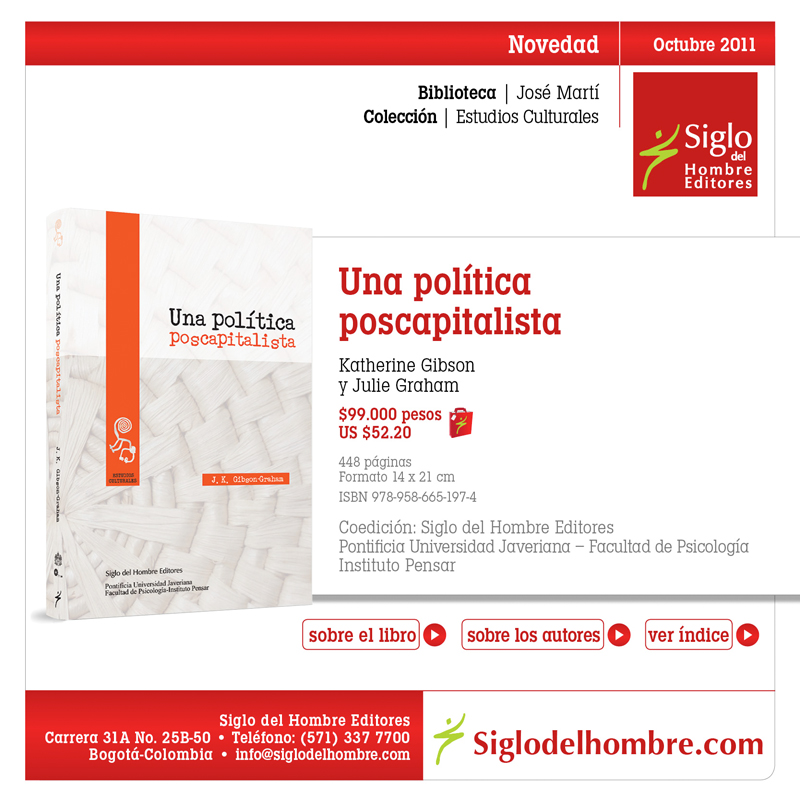 Novedad
Octubre 2011
Biblioteca | José Martí
Colección | Estudios Culturales
Siglo
del
Hombre
Editores
Una política
poscapitalista
J. K. Gibson-Graham
Una política
poscapitalista
ESTUDIOS
CULTURALES
J. K. Gibson-Graham
Siglo del Hombre Editores
Pontificia Universidad Javeriana
Facultad de Psicología-Instituto Pensar
Una política
poscapitalista
Katherine Gibson
y Julie Graham
$99.000 pesos
US $52.20
448 páginas
Formato 14 x 21 cm
ISBN 978-958-665-197-4
Coedición: Siglo del Hombre Editores
Pontificia Universidad Javeriana – Facultad de Psicología
Instituto Pensar
sobre el libro
sobre los autores
ver índice
Siglo del Hombre Editores
Carrera 31A No. 25B-50 • Teléfono: (571) 337 7700
Bogotá-Colombia • info@siglodelhombre.com
Siglodelhombre.com